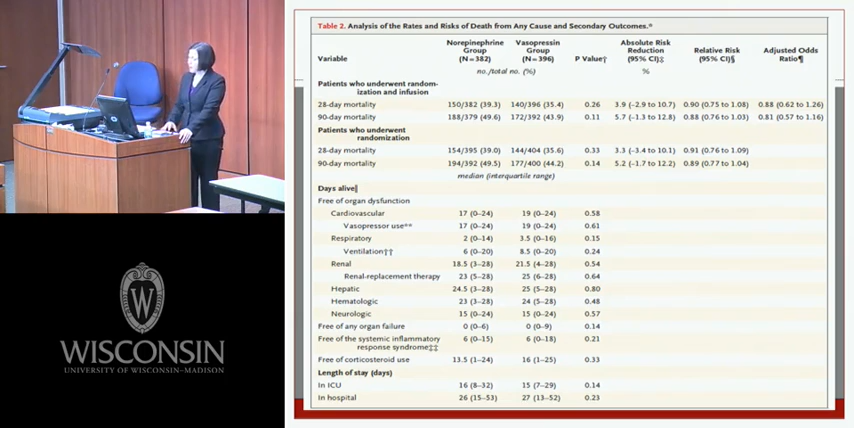 WISCONSIN
UNIVERSITY OF WISCONSIN–MADISON
Table 2. Analysis of the Rates and Risks of Death from Any Cause and Secondary Outcomes.*
Variable Norepinephrine Group (N=382) Vasopressin Group (N=396) P Value† Absolute Risk Reduction (95% CI)‡ Relative Risk (95% CI)§ Adjusted Odds Ratio¶
no./total no. (%) %
Patients who underwent random-
ization and infusion
28-day mortality 150/382 (39.3) 140/396 (35.4) 0.26 3.9 (−2.9 to 10.7) 0.90 (0.75 to 1.08) 0.88 (0.62 to 1.26)
90-day mortality 188/379 (49.6) 172/392 (43.9) 0.11 5.7 (−1.3 to 12.8) 0.88 (0.76 to 1.03) 0.81 (0.57 to 1.16)
Patients who underwent
randomization
28-day mortality 154/395 (39.0) 144/404 (35.6) 0.33 3.3 (−3.4 to 10.1) 0.91 (0.76 to 1.09)
90-day mortality 194/392 (49.5) 177/400 (44.2) 0.14 5.2 (−1.7 to 12.2) 0.89 (0.77 to 1.04)
median (interquartile range)
Days alive‖
Free of organ dysfunction
Cardiovascular 17 (0–24) 19 (0–24) 0.58
Vasopressor use** 17 (0–24) 19 (0–24) 0.61
Respiratory 2 (0–14) 3.5 (0–16) 0.15
Ventilation†† 6 (0–20) 8.5 (0–20) 0.24
Renal 18.5 (3–28) 21.5 (4–28) 0.54
Renal-replacement therapy 23 (5–28) 25 (6–28) 0.64
Hepatic 24.5 (3–28) 25 (5–28) 0.80
Hematologic 23 (3–28) 24 (5–28) 0.48
Neurologic 15 (0–24) 15 (0–24) 0.57
Free of any organ failure 0 (0–6) 0 (0–9) 0.14
Free of the systemic inflammatory
response syndrome‡‡ 6 (0–15) 6 (0–18) 0.21
Free of corticosteroid use 13.5 (1–24) 16 (1–25) 0.33
Length of stay (days)
In ICU 16 (8–32) 15 (7–29) 0.14
In hospital 26 (15–53) 27 (13–52) 0.23